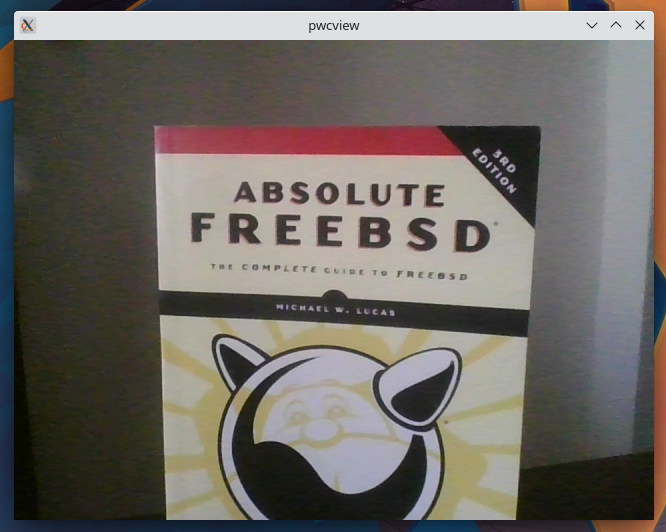 pwcview
3RD
EDITION
ABSOLUTE
FREEBSD®
THE COMPLETE GUIDE TO FREEBSD
MICHAEL W. LUCAS